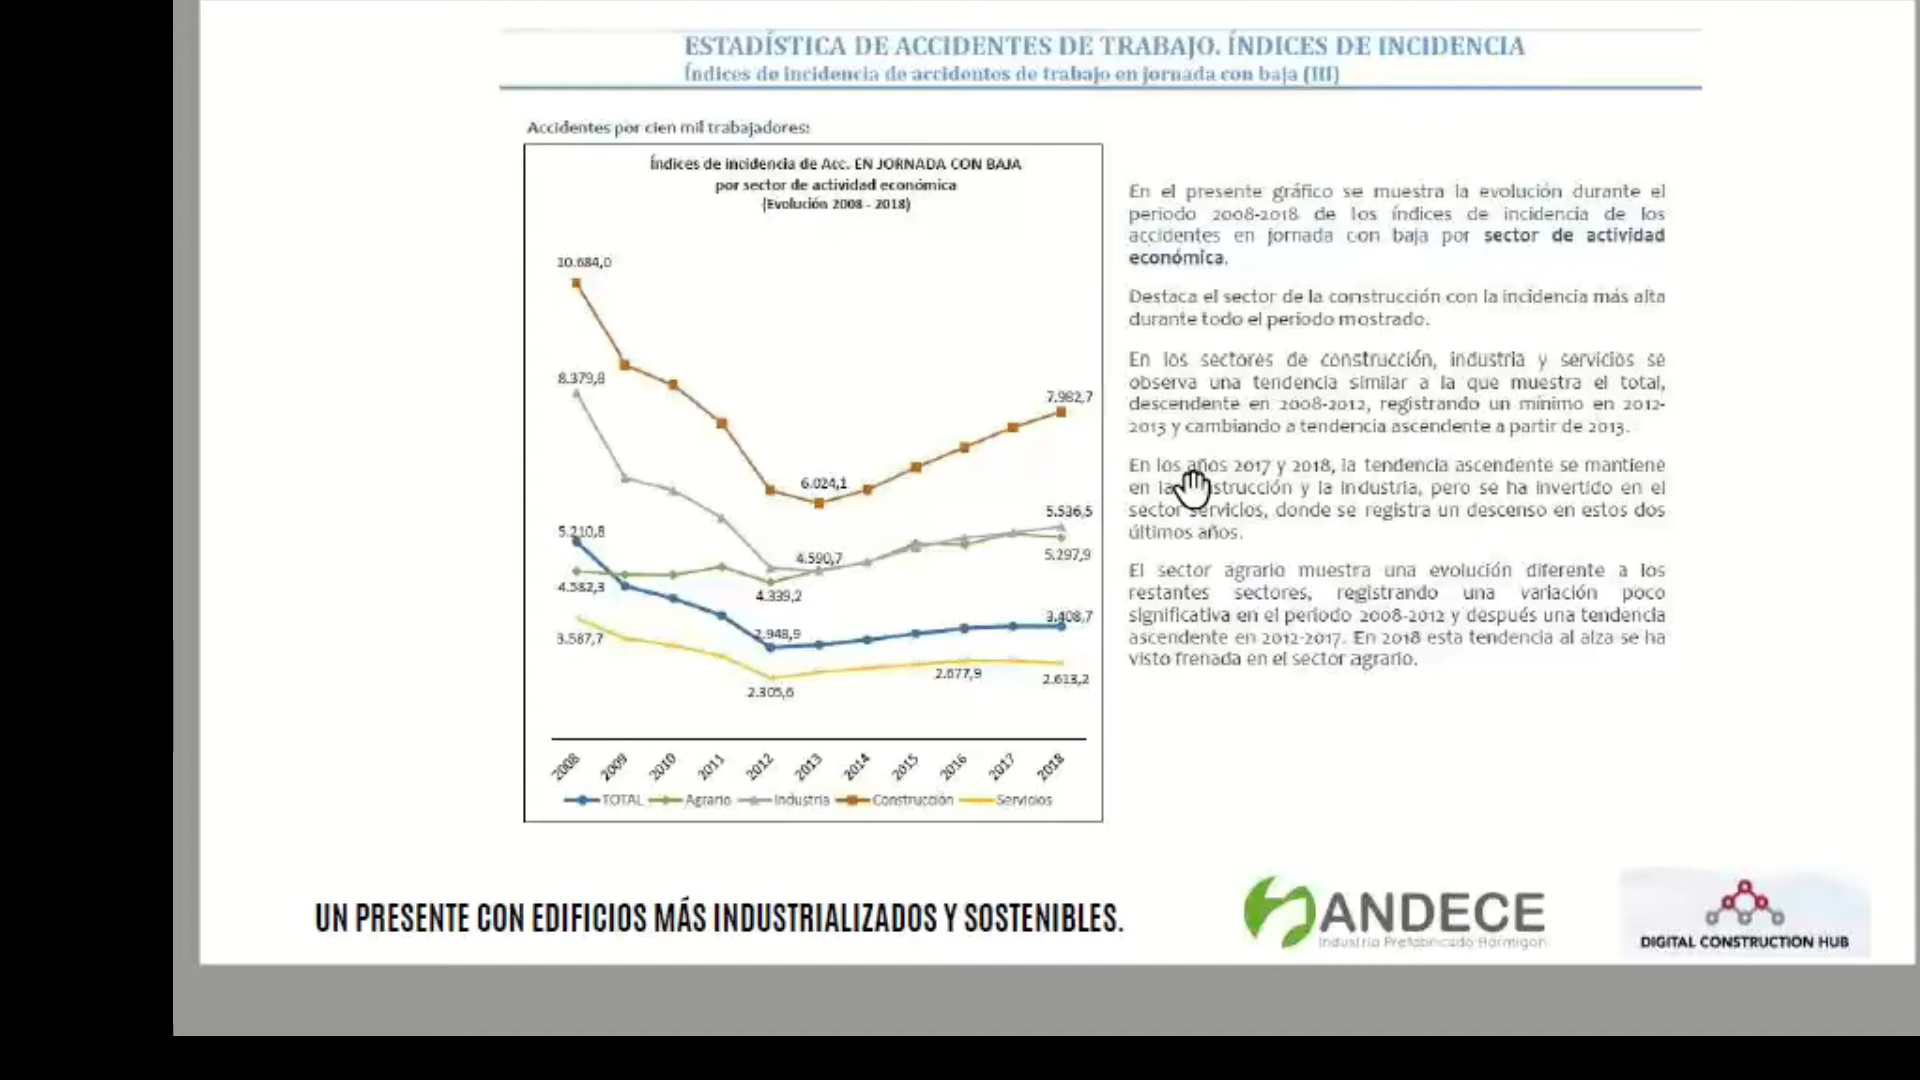 ESTADÍSTICA DE ACCIDENTES DE TRABAJO. ÍNDICES DE INCIDENCIA
Índices de incidencia de accidentes de trabajo en jornada con baja (III)
Accidentes por cien mil trabajadores:
Índices de incidencia de Acc. EN JORNADA CON BAJA
por sector de actividad económica
(Evolución 2008 - 2018)
10.684,0
8.379,8
5.210,8
4.582,3
3.587,7
6.024,1
4.590,7
4.339,2
2.948,9
2.305,6
2.677,9
7.982,7
5.536,5
5.297,9
3.408,7
2.613,2
2008 2009 2010 2011 2012 2013 2014 2015 2016 2017 2018
TOTAL Agrario Industria Construcción Servicios
En el presente gráfico se muestra la evolución durante el
periodo 2008-2018 de los índices de incidencia de los
accidentes en jornada con baja por sector de actividad
económica.
Destaca el sector de la construcción con la incidencia más alta
durante todo el periodo mostrado.
En los sectores de construcción, industria y servicios se
observa una tendencia similar a la que muestra el total,
descendente en 2008-2012, registrando un mínimo en 2012-
2013 y cambiando a tendencia ascendente a partir de 2013.
En los años 2017 y 2018, la tendencia ascendente se mantiene
en la construcción y la industria, pero se ha invertido en el
sector servicios, donde se registra un descenso en estos dos
últimos años.
El sector agrario muestra una evolución diferente a los
restantes sectores, registrando una variación poco
significativa en el periodo 2008-2012 y después una tendencia
ascendente en 2012-2017. En 2018 esta tendencia al alza se ha
visto frenada en el sector agrario.
UN PRESENTE CON EDIFICIOS MÁS INDUSTRIALIZADOS Y SOSTENIBLES.
ANDECE
Industria Prefabricado Hormigón
DIGITAL CONSTRUCTION HUB